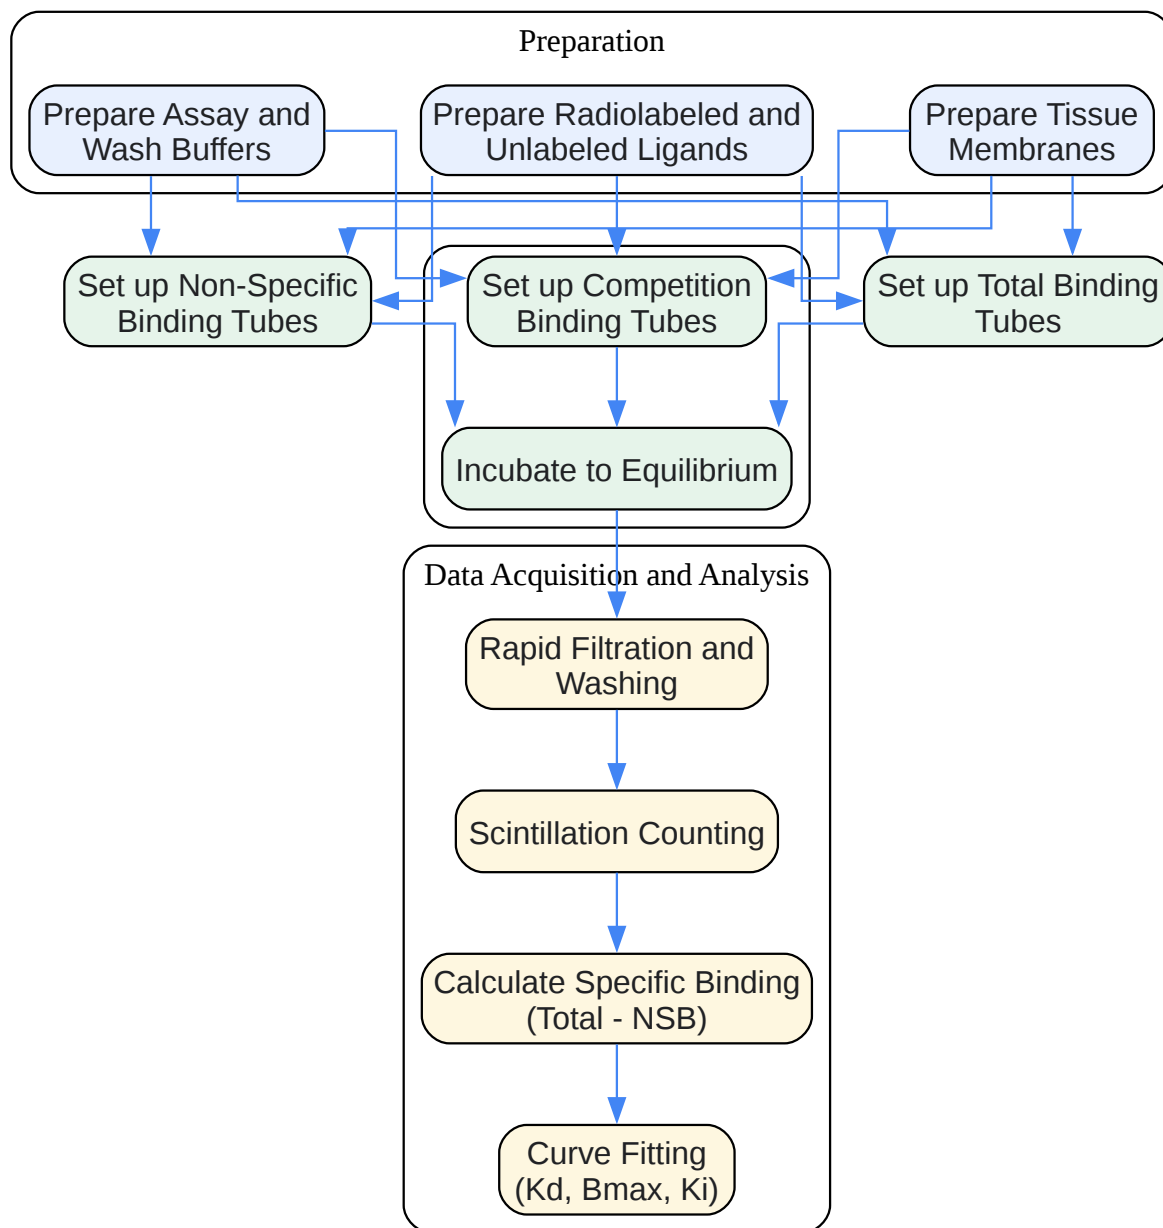 Preparation
Prepare Assay and
Wash Buffers
Prepare Radiolabeled and
Unlabeled Ligands
Prepare Tissue
Membranes
Set up Non-Specific
Binding Tubes
Set up Competition
Binding Tubes
Set up Total Binding
Tubes
Incubate to Equilibrium
Data Acquisition and Analysis
Rapid Filtration and
Washing
Scintillation Counting
Calculate Specific Binding
(Total - NSB)
Curve Fitting
(Kd, Bmax, Ki)